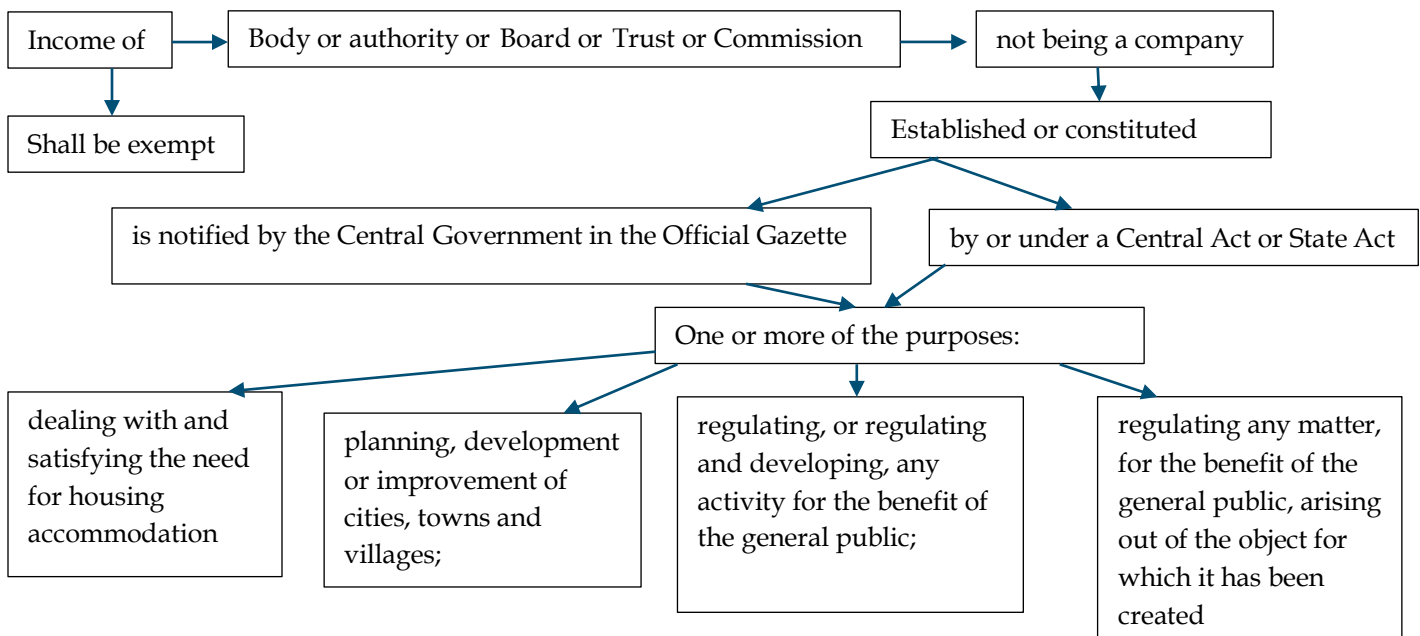 Income of
Body or authority or Board or Trust or Commission
not being a company
Shall be exempt
Established or constituted
is notified by the Central Government in the Official Gazette
by or under a Central Act or State Act
One or more of the purposes:
dealing with and
satisfying the need
for housing
accommodation
planning, development
or improvement of
cities, towns and
villages;
regulating, or regulating
and developing, any
activity for the benefit of
the general public;
regulating any matter,
for the benefit of the
general public, arising
out of the object for
which it has been
created